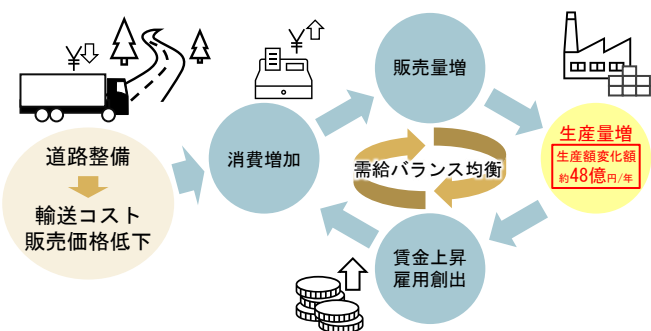 ¥
道路整備
輸送コスト
販売価格低下
消費増加
¥
販売量増
需給バランス均衡
生産量増
生産額変化額
約48億円/年
賃金上昇
雇用創出